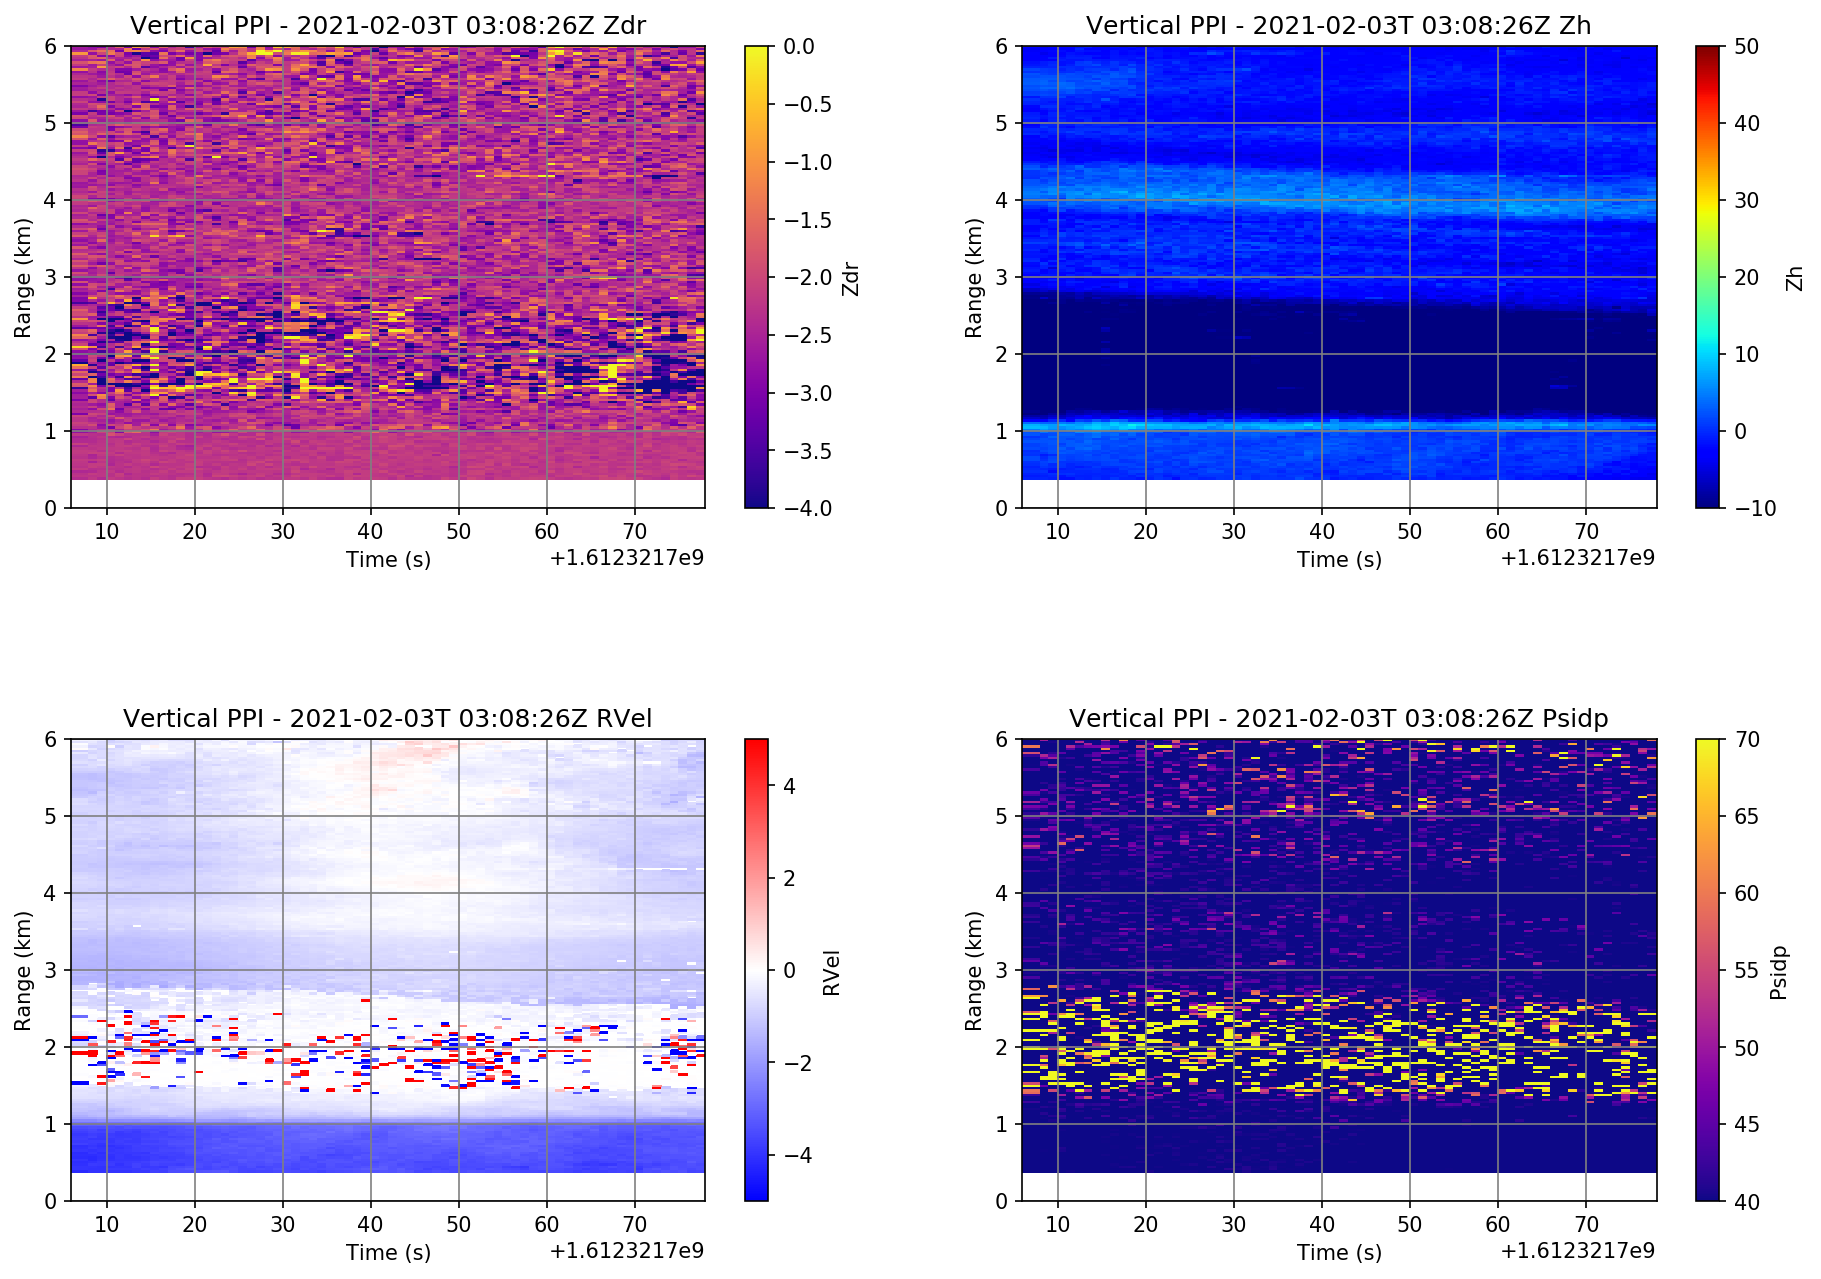 Vertical PPI - 2021-02-03T 03:08:26Z Zdr
6
5
4
3
2
1
0
Range (km)
10 20 30 40 50 60 70
Time (s)
+1.6123217e9
0.0
−0.5
−1.0
−1.5
−2.0
−2.5
−3.0
−3.5
−4.0
Zdr
Vertical PPI - 2021-02-03T 03:08:26Z Zh
6
5
4
3
2
1
0
Range (km)
10 20 30 40 50 60 70
Time (s)
+1.6123217e9
50
40
30
20
10
0
−10
Zh
Vertical PPI - 2021-02-03T 03:08:26Z RVel
6
5
4
3
2
1
0
Range (km)
10 20 30 40 50 60 70
Time (s)
+1.6123217e9
4
2
0
−2
−4
RVel
Vertical PPI - 2021-02-03T 03:08:26Z Psidp
6
5
4
3
2
1
0
Range (km)
10 20 30 40 50 60 70
Time (s)
+1.6123217e9
70
65
60
55
50
45
40
Psidp